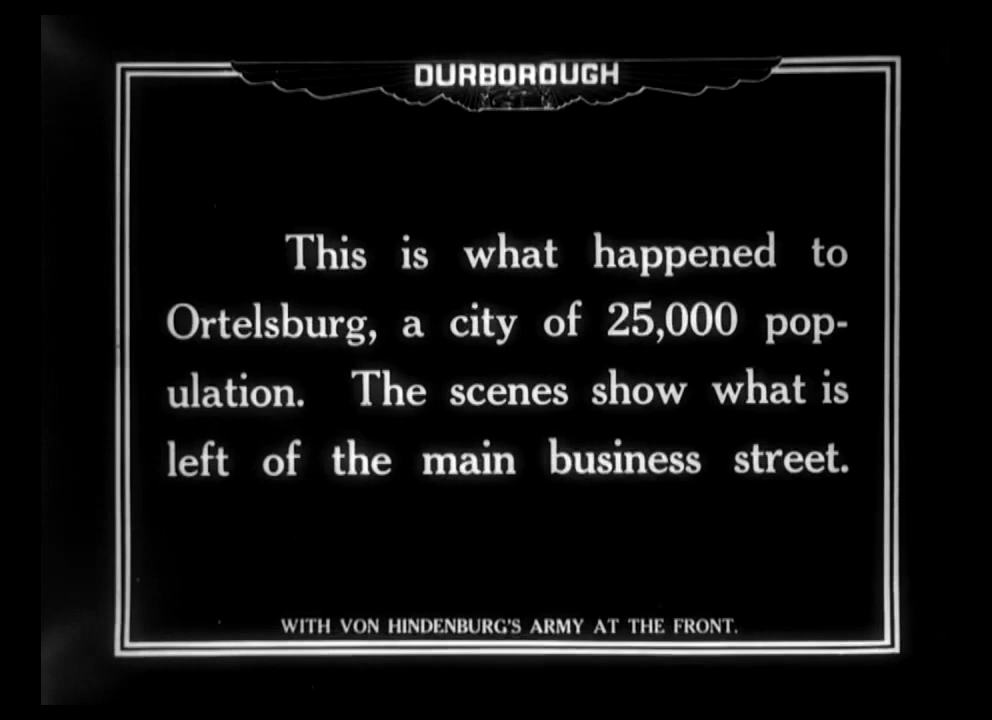 DURBOROUGH
This is what happened to
Ortelsburg, a city of 25,000 pop-
ulation. The scenes show what is
left of the main business street.
WITH VON HINDENBURG'S ARMY AT THE FRONT.